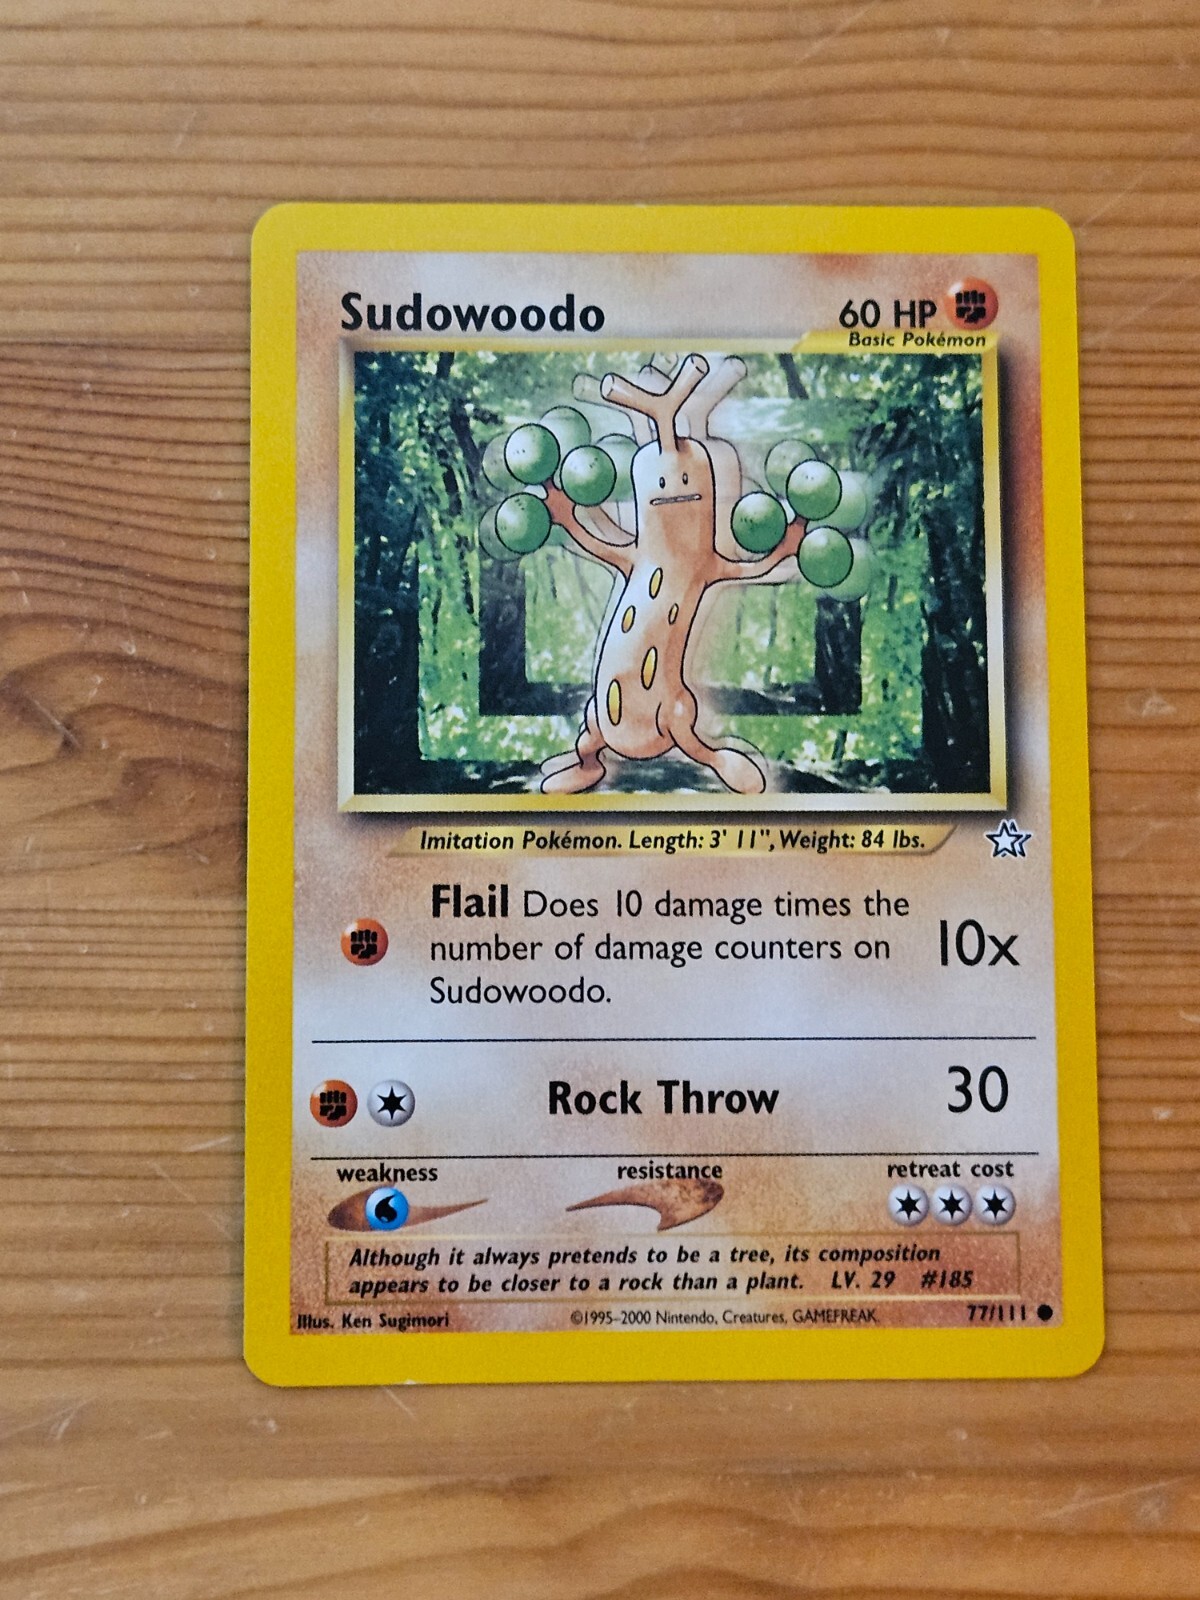 Sudowoodo
60 HP
Basic Pokémon
Imitation Pokémon. Length: 3' 11", Weight: 84 lbs.
Flail Does 10 damage times the
number of damage counters on
Sudowoodo.
10x
Rock Throw
30
weakness
resistance
retreat cost
Although it always pretends to be a tree, its composition
appears to be closer to a rock than a plant. LV. 29 #185
Illus. Ken Sugimori
©1995–2000 Nintendo, Creatures, GAMEFREAK.
77/111